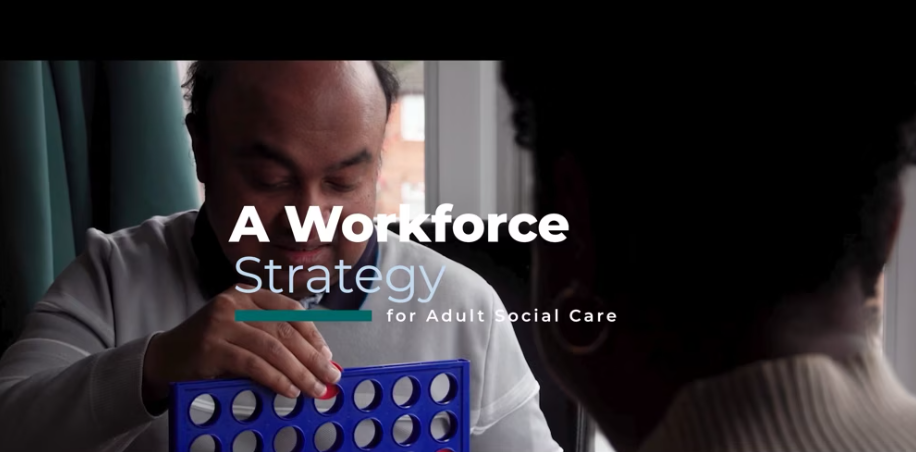 A Workforce
Strategy
for Adult Social Care